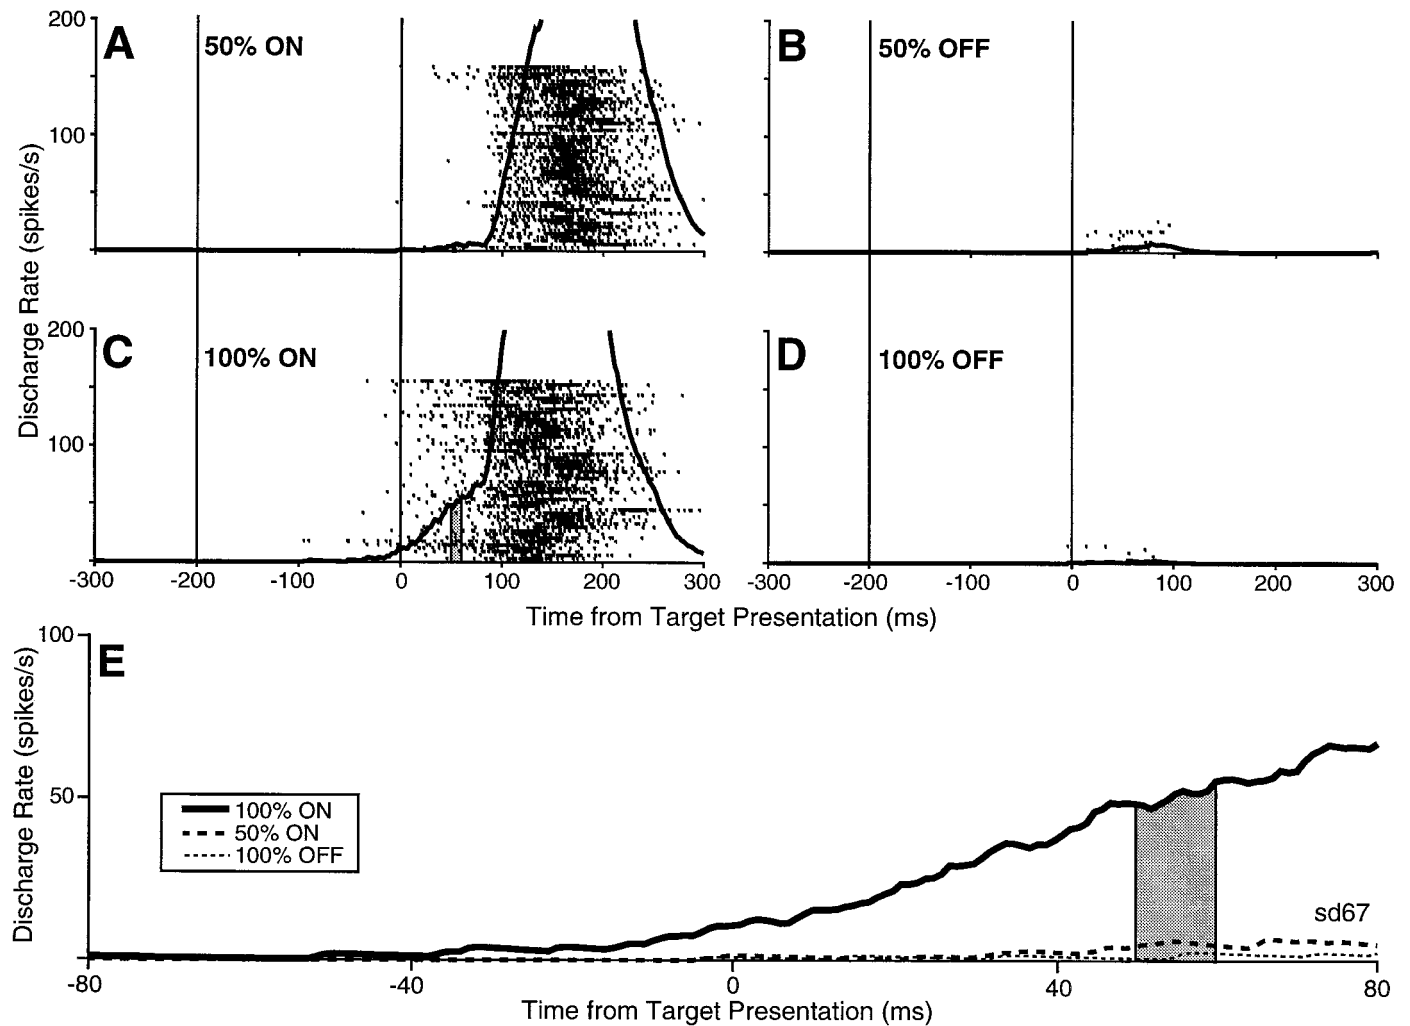 200
A
50% ON
B
50% OFF
100
0
Discharge Rate (spikes/s)
200
C
100% ON
D
100% OFF
100
-300 -200 -100 0 100 200 300
-300 -200 -100 0 100 200 300
Time from Target Presentation (ms)
100
E
Discharge Rate (spikes/s)
50
100% ON
50% ON
100% OFF
sd67
-80 -40 0 40 80
Time from Target Presentation (ms)